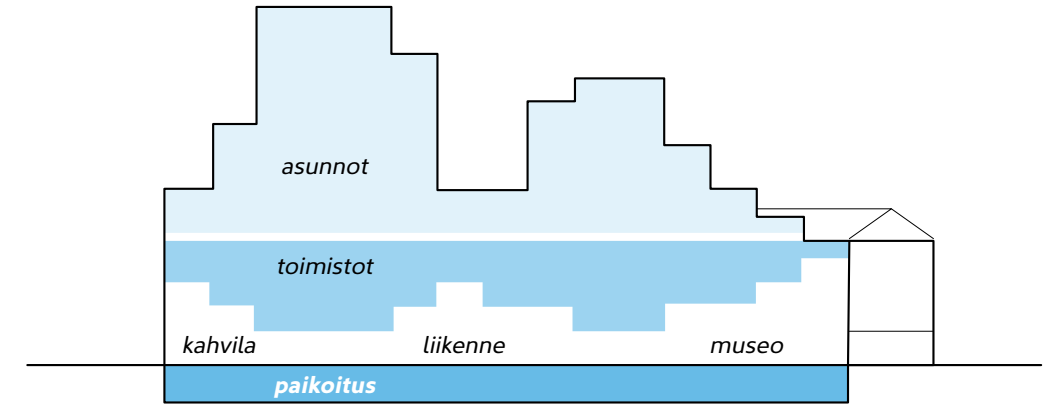 asunnot
toimistot
kahvila
liikenne
museo
paikoitus